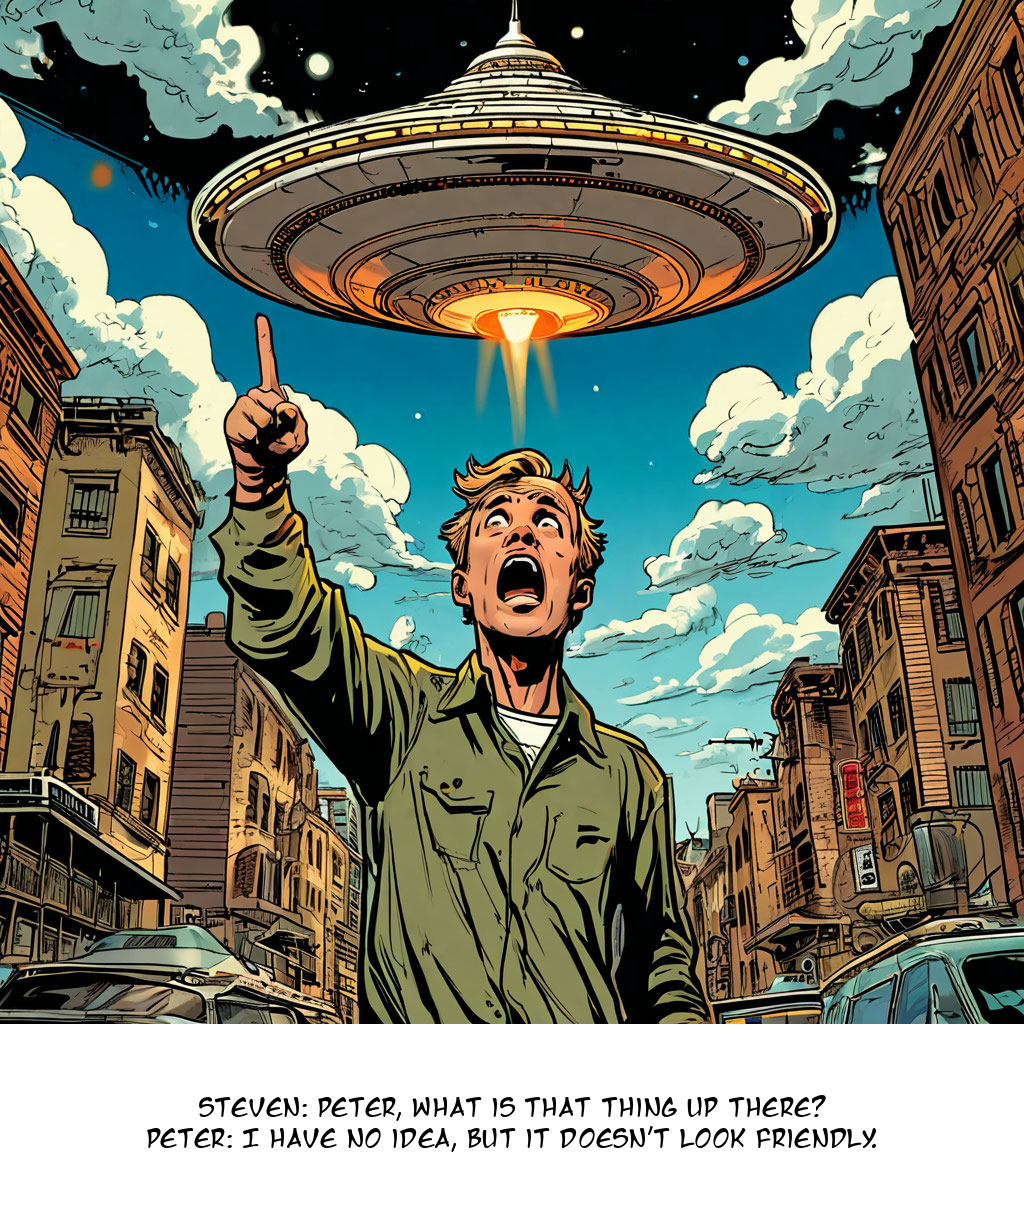 STEVEN: PETER, WHAT IS THAT THING UP THERE?
PETER: I HAVE NO IDEA, BUT IT DOESN'T LOOK FRIENDLY.